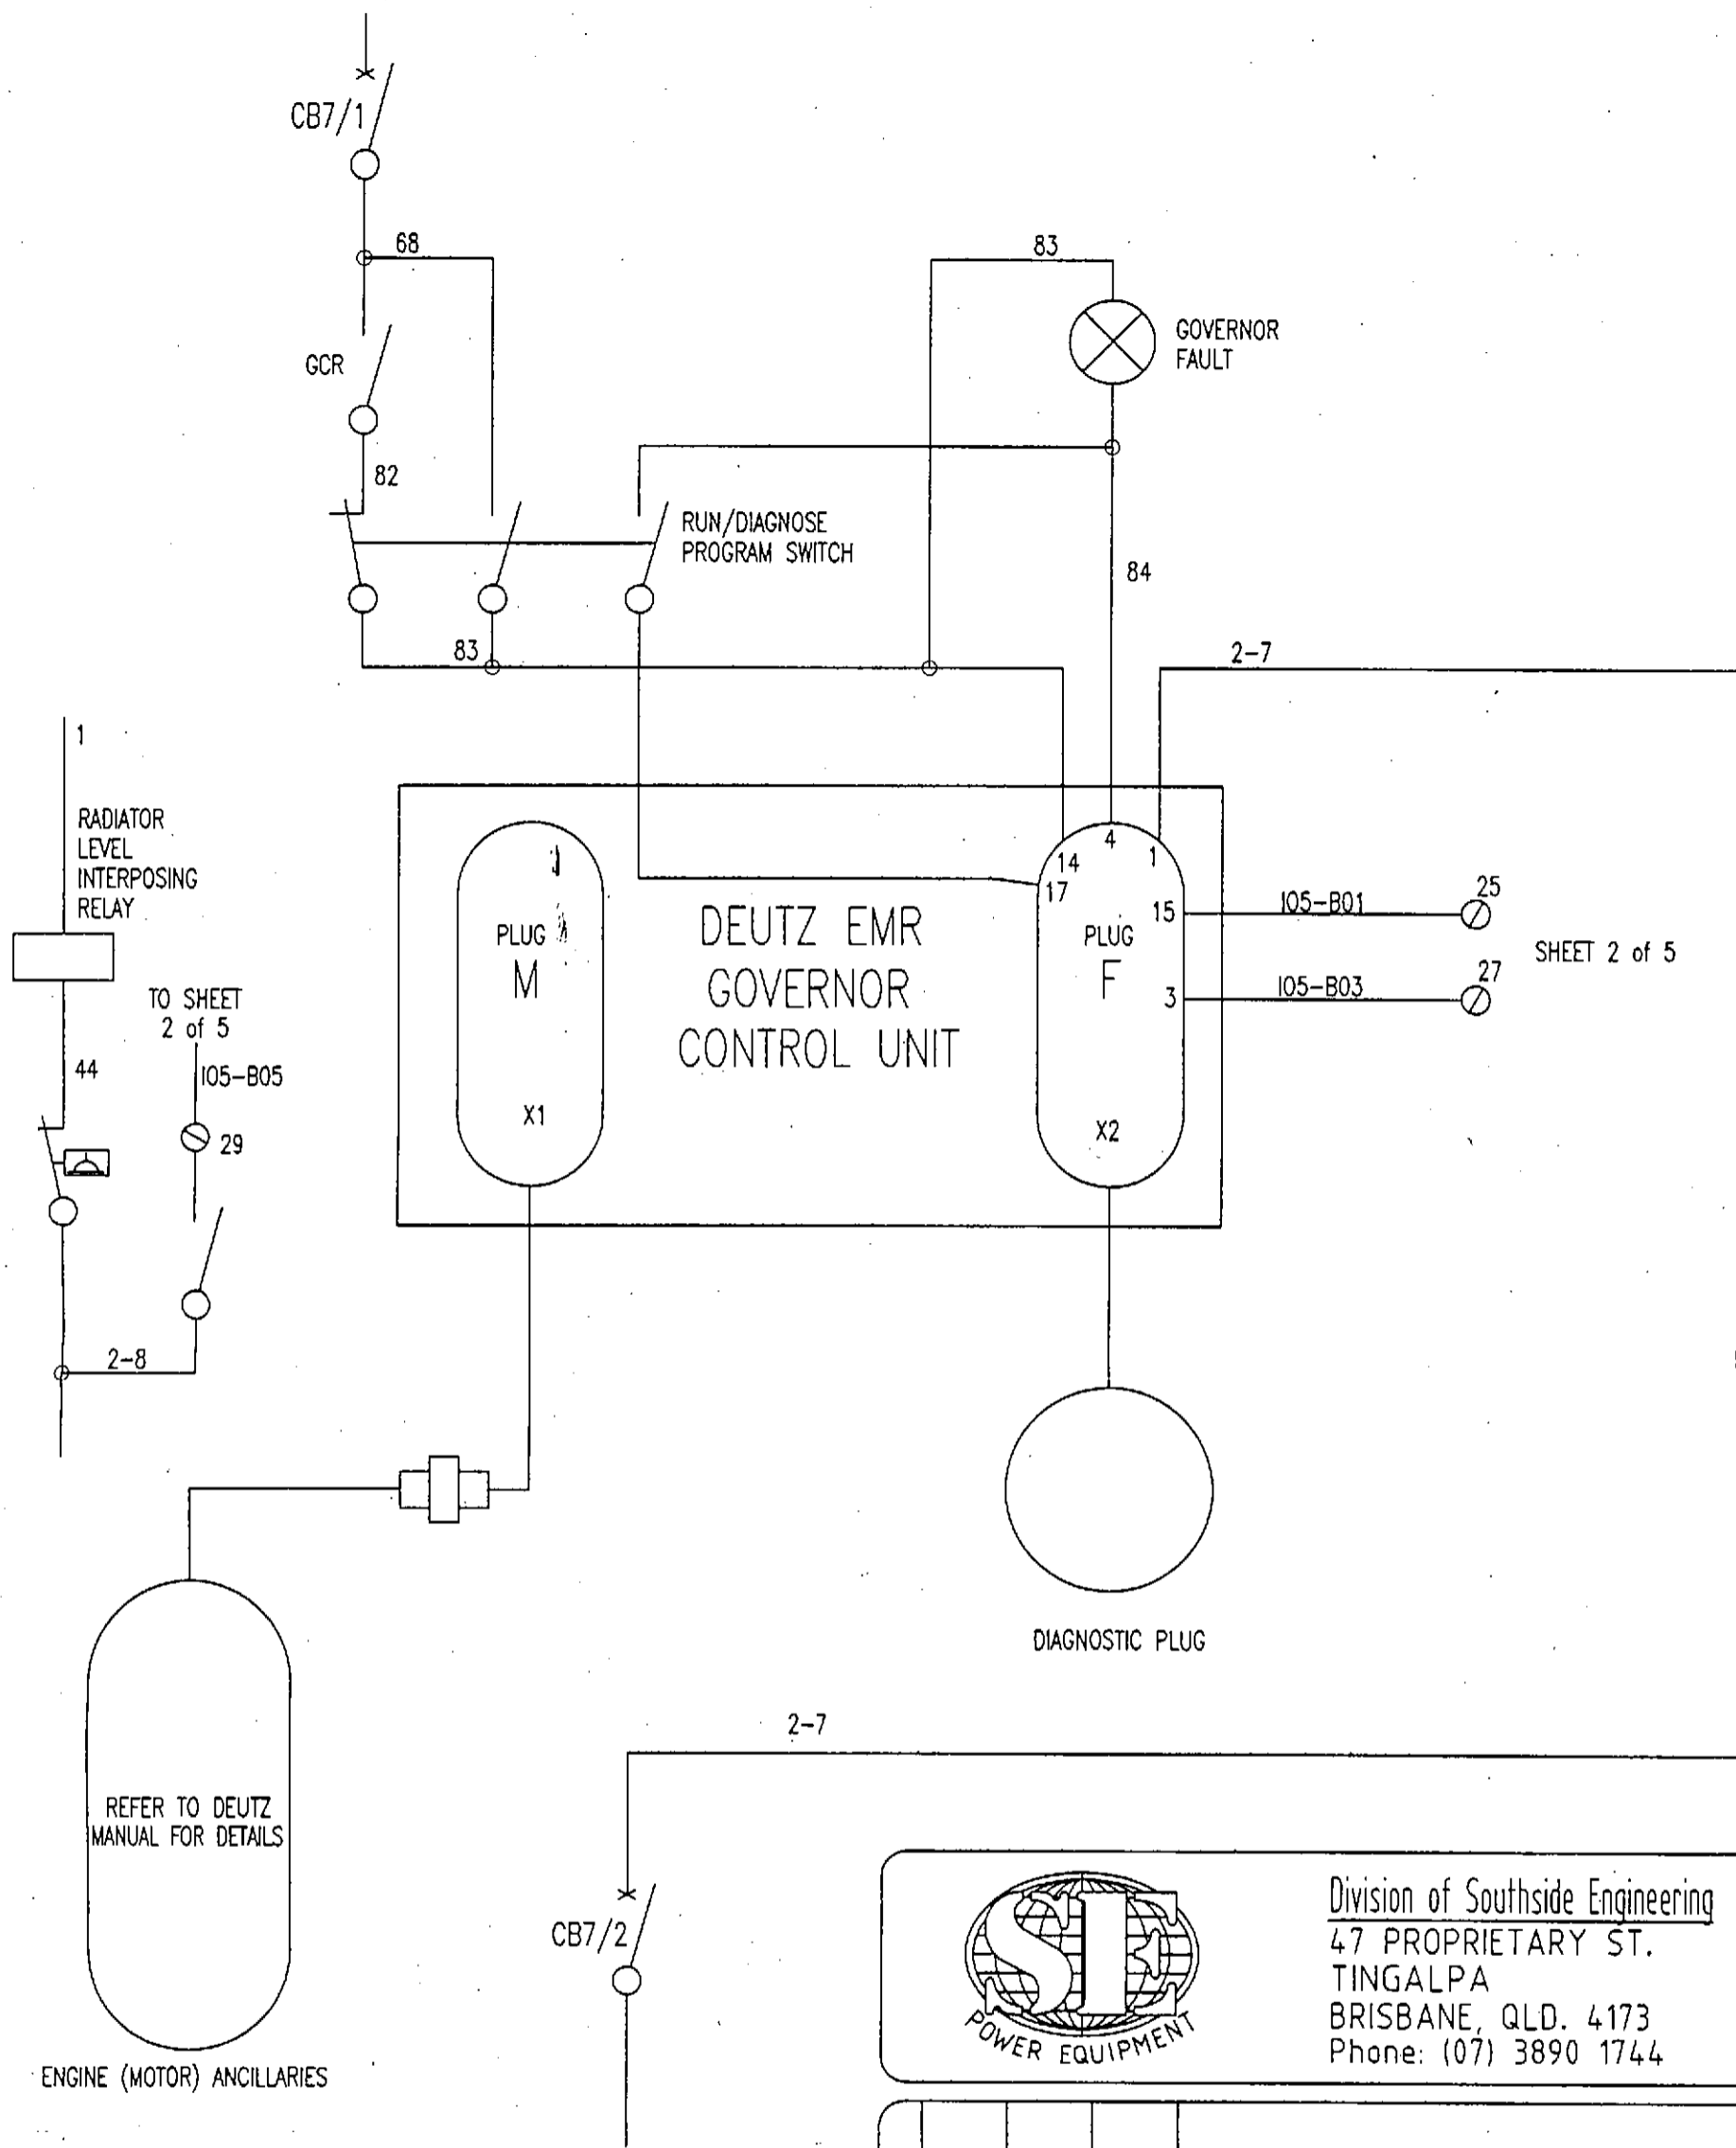 CB7/1
68
83
GOVERNOR
FAULT
GCR
82
RUN/DIAGNOSE
PROGRAM SWITCH
84
83
2-7
1
RADIATOR
LEVEL
INTERPOSING
RELAY
4
14
1
17
25
15
IO5-B01
PLUG
M
DEUTZ EMR
GOVERNOR
CONTROL UNIT
PLUG
F
SHEET 2 of 5
27
3
IO5-B03
TO SHEET
2 of 5
44
IO5-B05
X1
X2
29
2-8
DIAGNOSTIC PLUG
2-7
REFER TO DEUTZ
MANUAL FOR DETAILS
CB7/2
ENGINE (MOTOR) ANCILLARIES
SE
POWER EQUIPMENT
Division of Southside Engineering
47 PROPRIETARY ST.
TINGALPA
BRISBANE, QLD. 4173
Phone: (07) 3890 1744